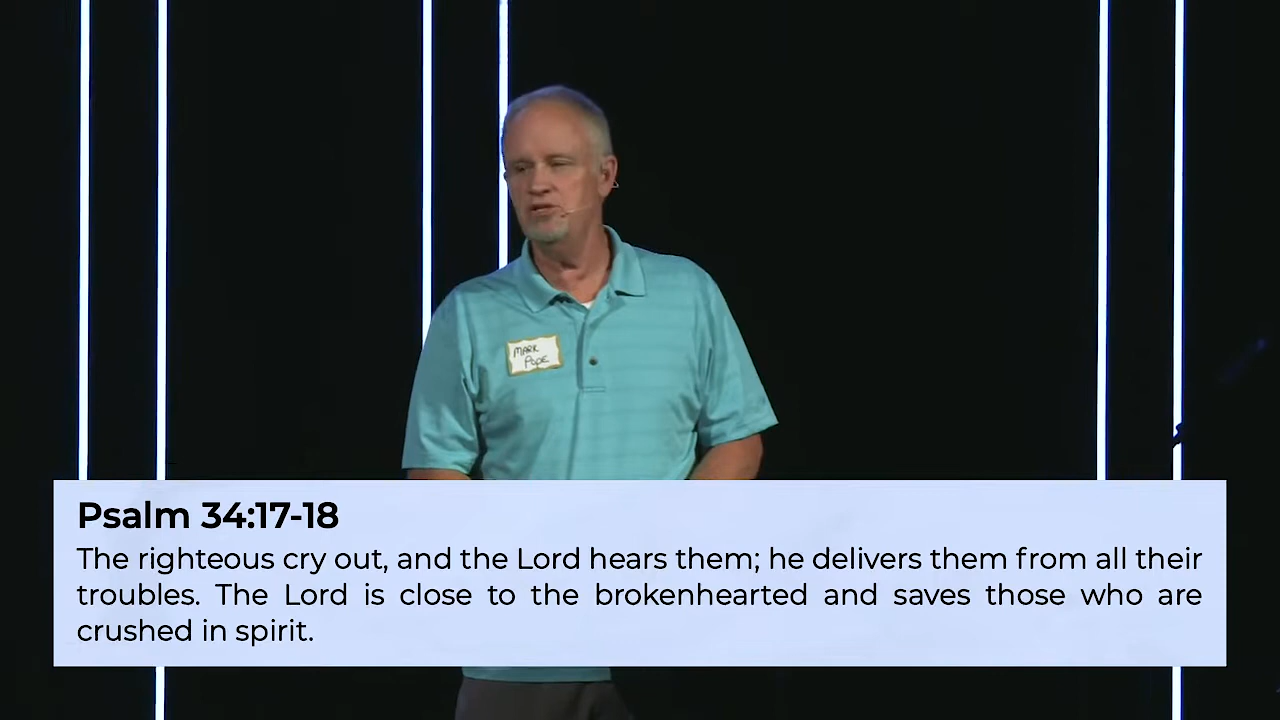 MARK
POPE
Psalm 34:17-18
The righteous cry out, and the Lord hears them; he delivers them from all their
troubles. The Lord is close to the brokenhearted and saves those who are
crushed in spirit.